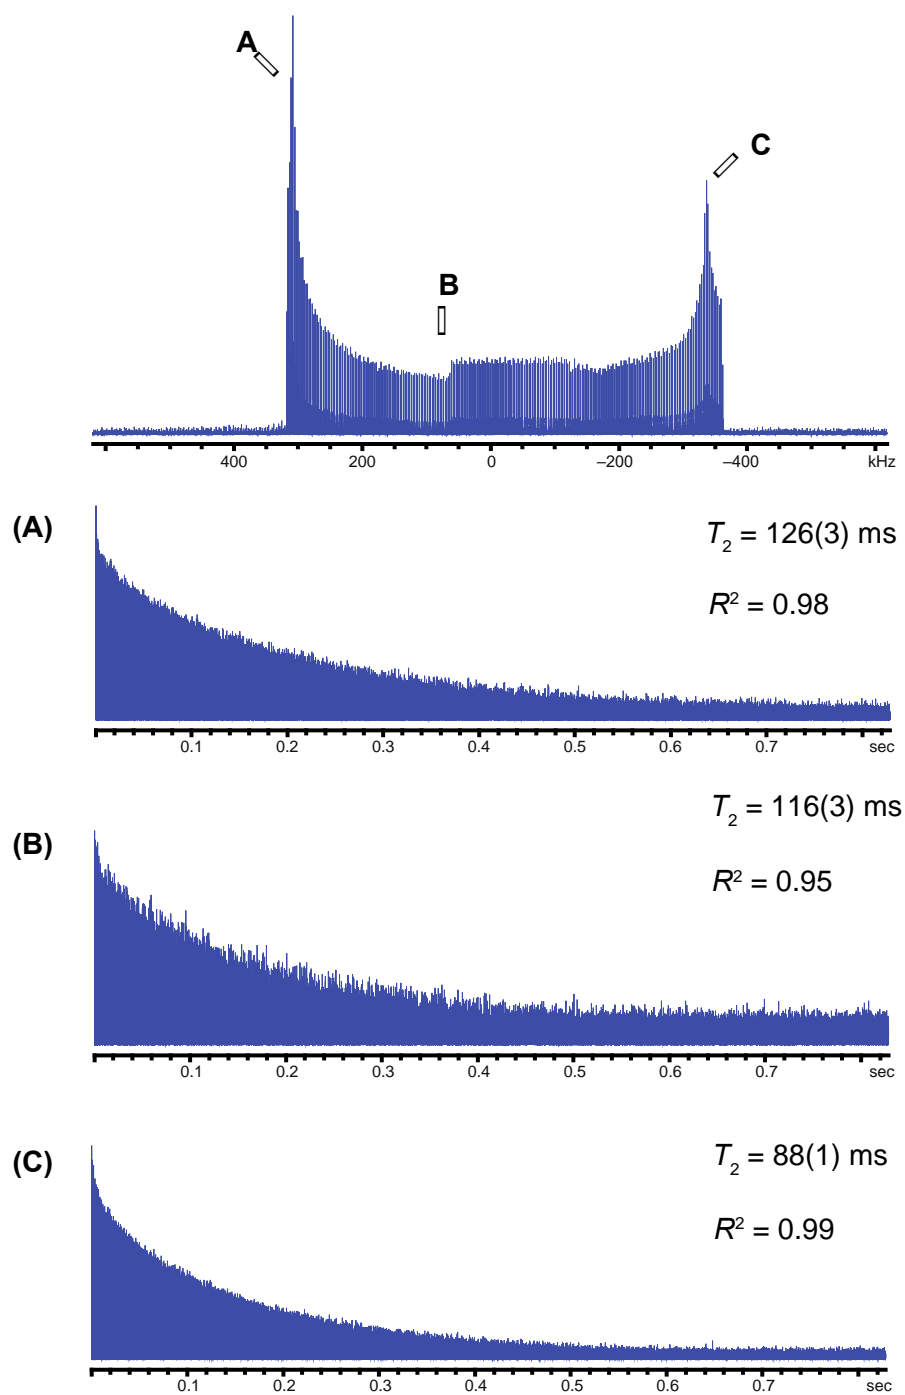 A
C
B
400 200 0 –200 –400 kHz
(A)
T2 = 126(3) ms
R2 = 0.98
0.1 0.2 0.3 0.4 0.5 0.6 0.7 sec
T2 = 116(3) ms
(B)
R2 = 0.95
0.1 0.2 0.3 0.4 0.5 0.6 0.7 sec
(C)
T2 = 88(1) ms
R2 = 0.99
0.1 0.2 0.3 0.4 0.5 0.6 0.7 sec